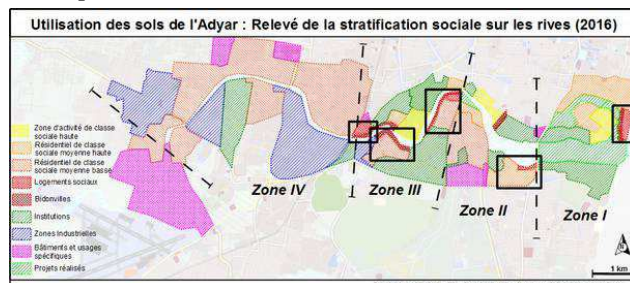 Utilisation des sols de l'Adyar : Relevé de la stratification sociale sur les rives (2016)
Zone d'activité de classe
sociale haute
Résidentiel de classe
sociale moyenne haute
Résidentiel de classe
sociale moyenne basse
Logements sociaux
Bidonvilles
Institutions
Zones Industrielles
Bâtiments et usages
spécifiques
Projets réalisés
Zone IV
Zone III
Zone II
Zone I
N
1 km